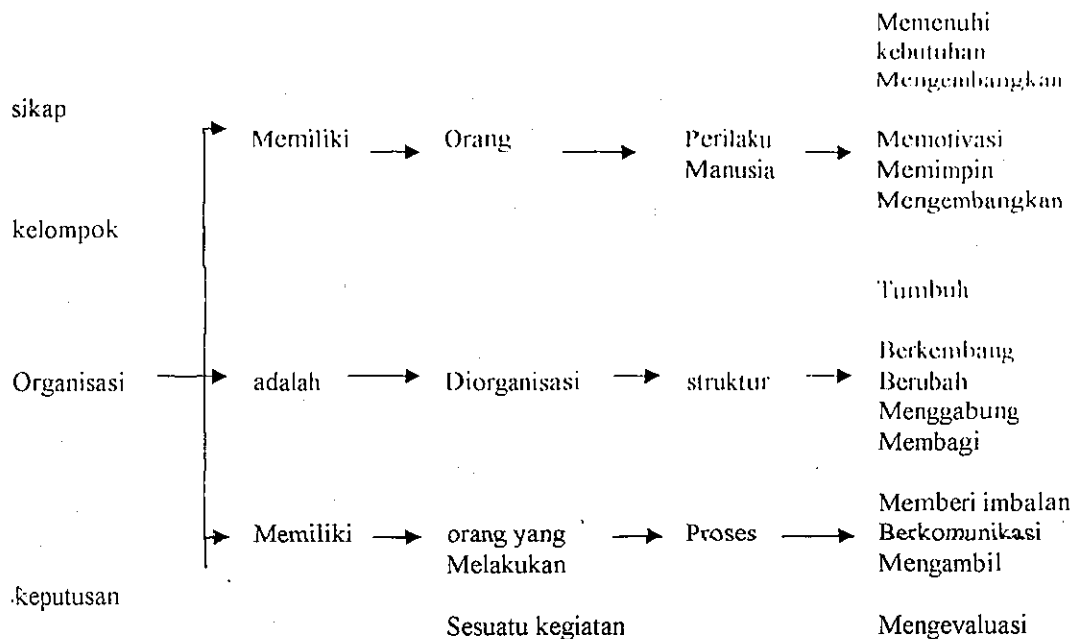 Memenuhi
kebutuhan
Mengembangkan
sikap
Memiliki Orang Perilaku Memotivasi
Manusia Memimpin
Mengembangkan
kelompok
Tumbuh
Berkembang
Organisasi adalah Diorganisasi struktur Berubah
Menggabung
Membagi
Memberi imbalan
Memiliki orang yang Proses Berkomunikasi
Melakukan Mengambil
keputusan
Sesuatu kegiatan Mengevaluasi